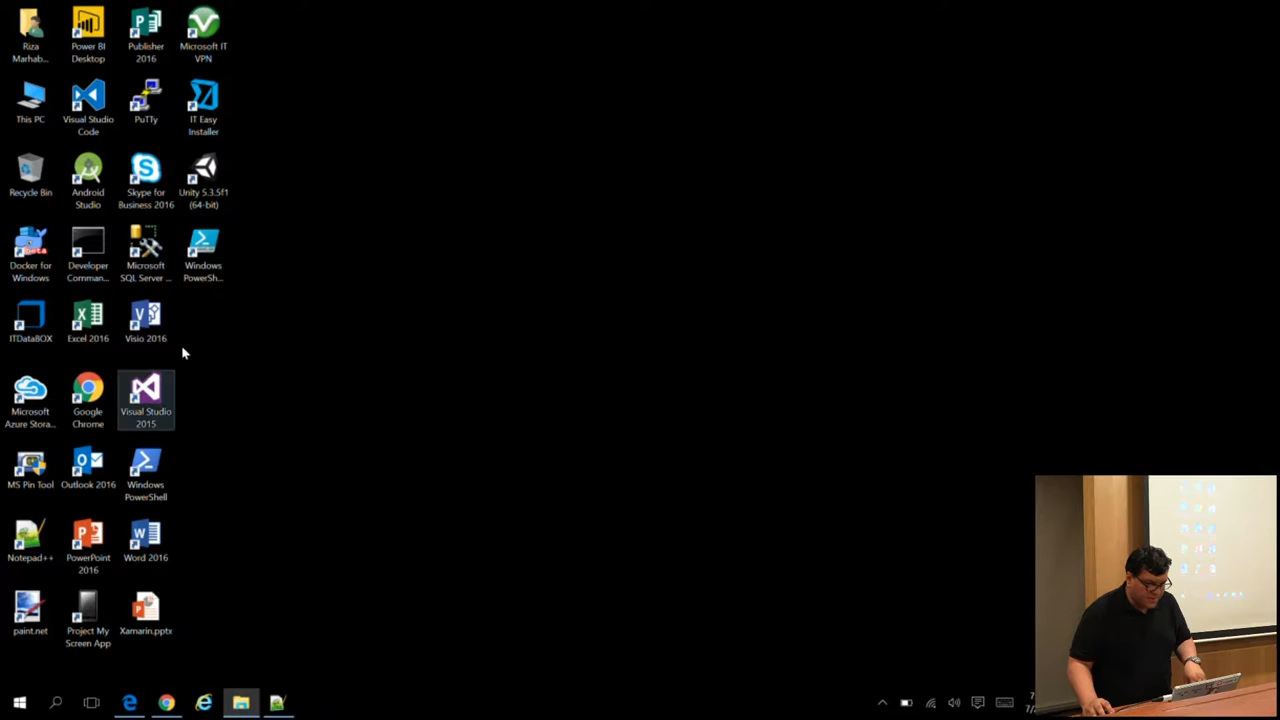 Riza
Marhab...
Power BI
Desktop
Publisher
2016
Microsoft IT
VPN
This PC
Visual Studio
Code
PuTTy
IT Easy
Installer
Recycle Bin
Android
Studio
Skype for
Business 2016
Unity 5.3.5f1
(64-bit)
beta
Docker for
Windows
Developer
Comman...
Microsoft
SQL Server ...
Windows
PowerSh...
ITDataBOX
Excel 2016
Visio 2016
Microsoft
Azure Stora...
Google
Chrome
Visual Studio
2015
MS Pin Tool
Outlook 2016
Windows
PowerShell
Notepad++
PowerPoint
2016
Word 2016
paint.net
Project My
Screen App
Xamarin.pptx